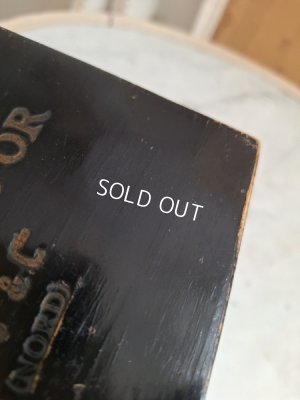 OR
& C
(NORD)
SOLD OUT